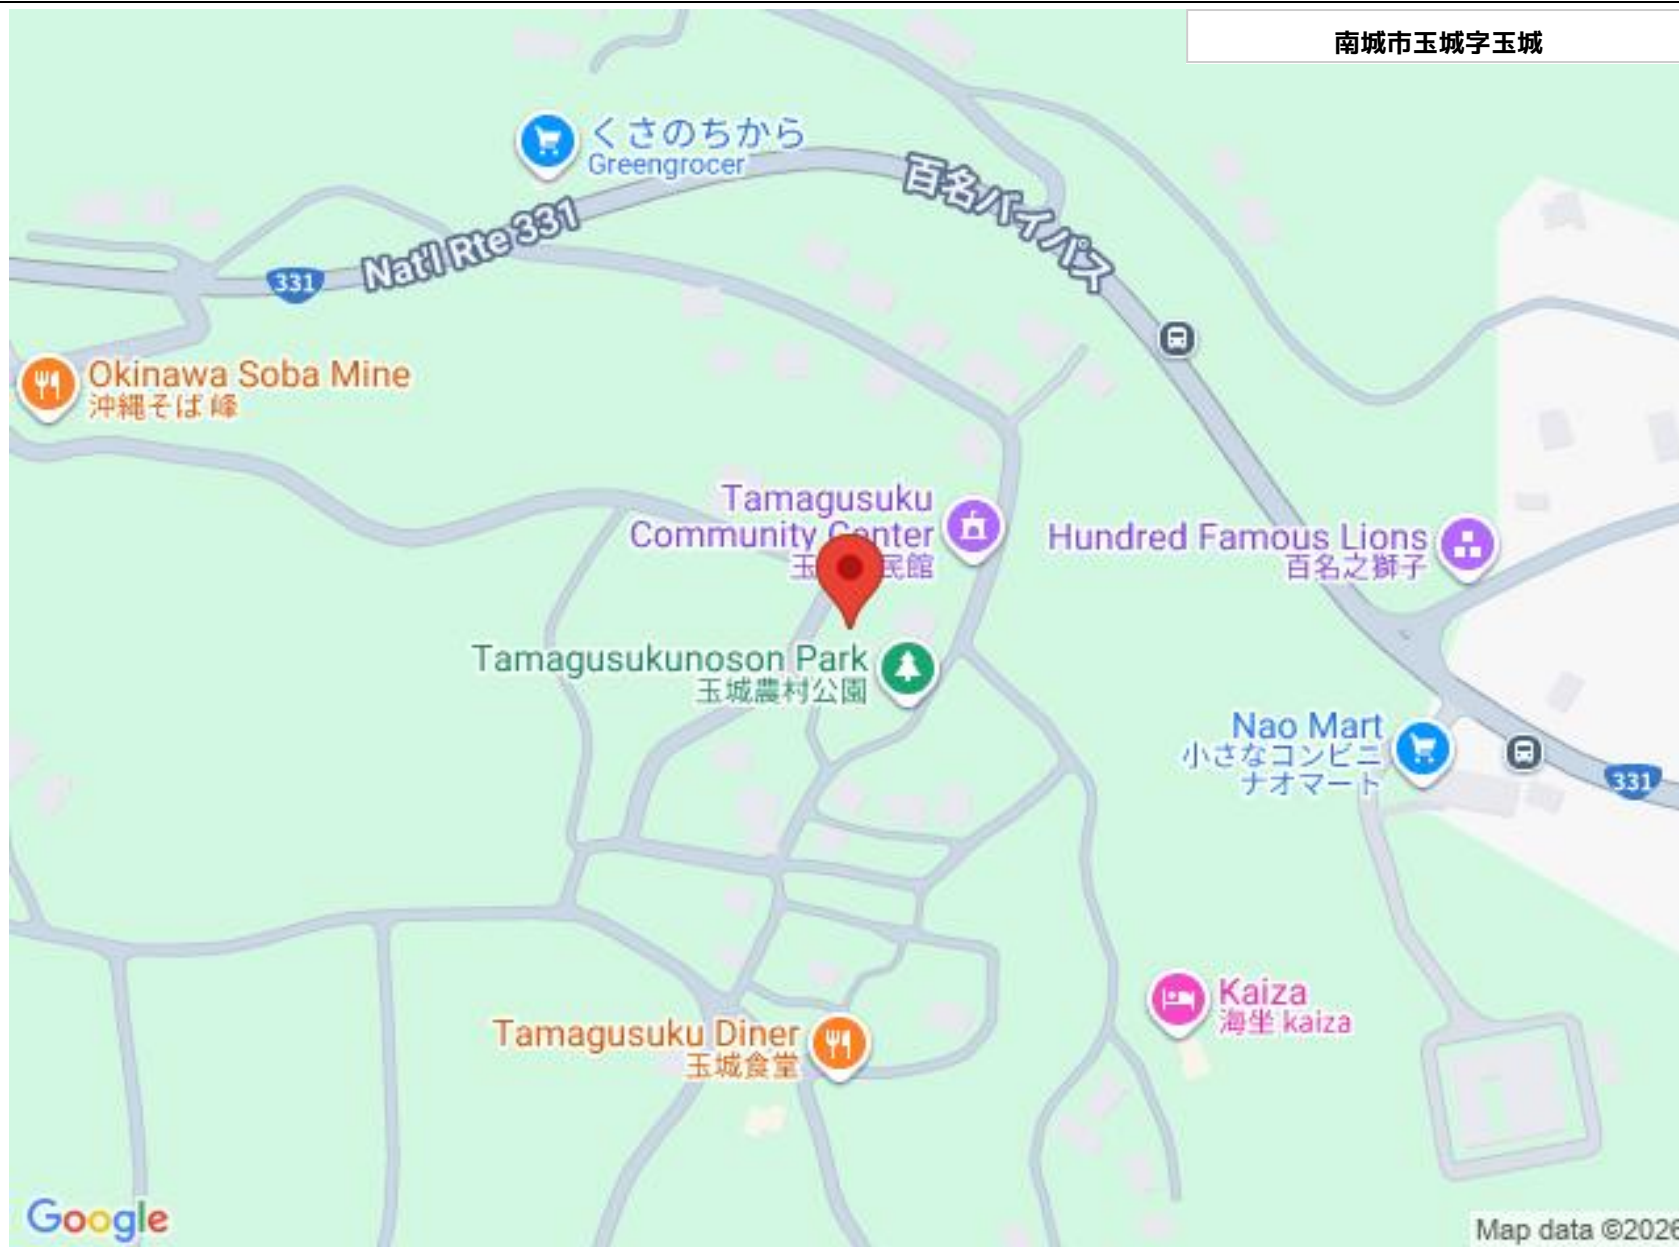 南城市玉城字玉城
くさのちから
Greengrocer
百名バイパス
Nat'l Rte 331
331
Okinawa Soba Mine
沖縄そば 峰
Tamagusuku
Community Center
玉 民館
Hundred Famous Lions
百名之獅子
Tamagusukunoson Park
玉城農村公園
Nao Mart
小さなコンビニ
ナオマート
331
Kaiza
海坐 kaiza
Tamagusuku Diner
玉城食堂
Google
Map data ©2026